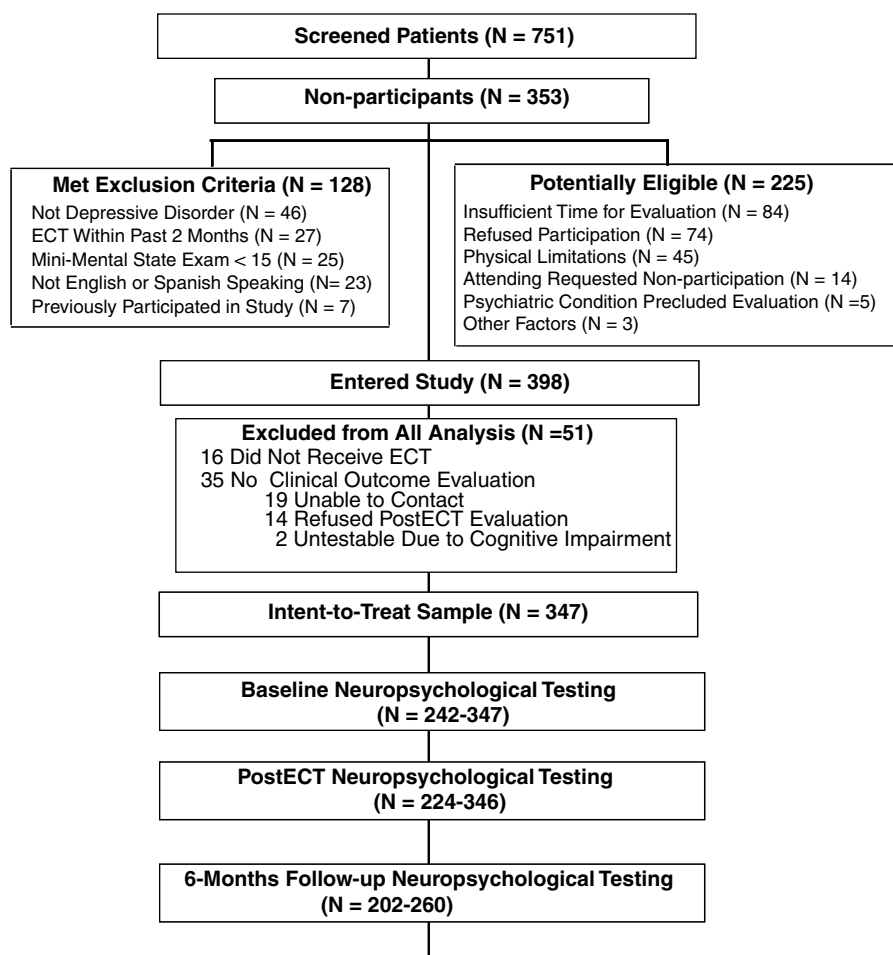 Screened Patients (N = 751)
Non-participants (N = 353)
Met Exclusion Criteria (N = 128)
Not Depressive Disorder (N = 46)
ECT Within Past 2 Months (N = 27)
Mini-Mental State Exam < 15 (N = 25)
Not English or Spanish Speaking (N= 23)
Previously Participated in Study (N = 7)
Potentially Eligible (N = 225)
Insufficient Time for Evaluation (N = 84)
Refused Participation (N = 74)
Physical Limitations (N = 45)
Attending Requested Non-participation (N = 14)
Psychiatric Condition Precluded Evaluation (N =5)
Other Factors (N = 3)
Entered Study (N = 398)
Excluded from All Analysis (N =51)
16 Did Not Receive ECT
35 No Clinical Outcome Evaluation
19 Unable to Contact
14 Refused PostECT Evaluation
2 Untestable Due to Cognitive Impairment
Intent-to-Treat Sample (N = 347)
Baseline Neuropsychological Testing
(N = 242-347)
PostECT Neuropsychological Testing
(N = 224-346)
6-Months Follow-up Neuropsychological Testing
(N = 202-260)